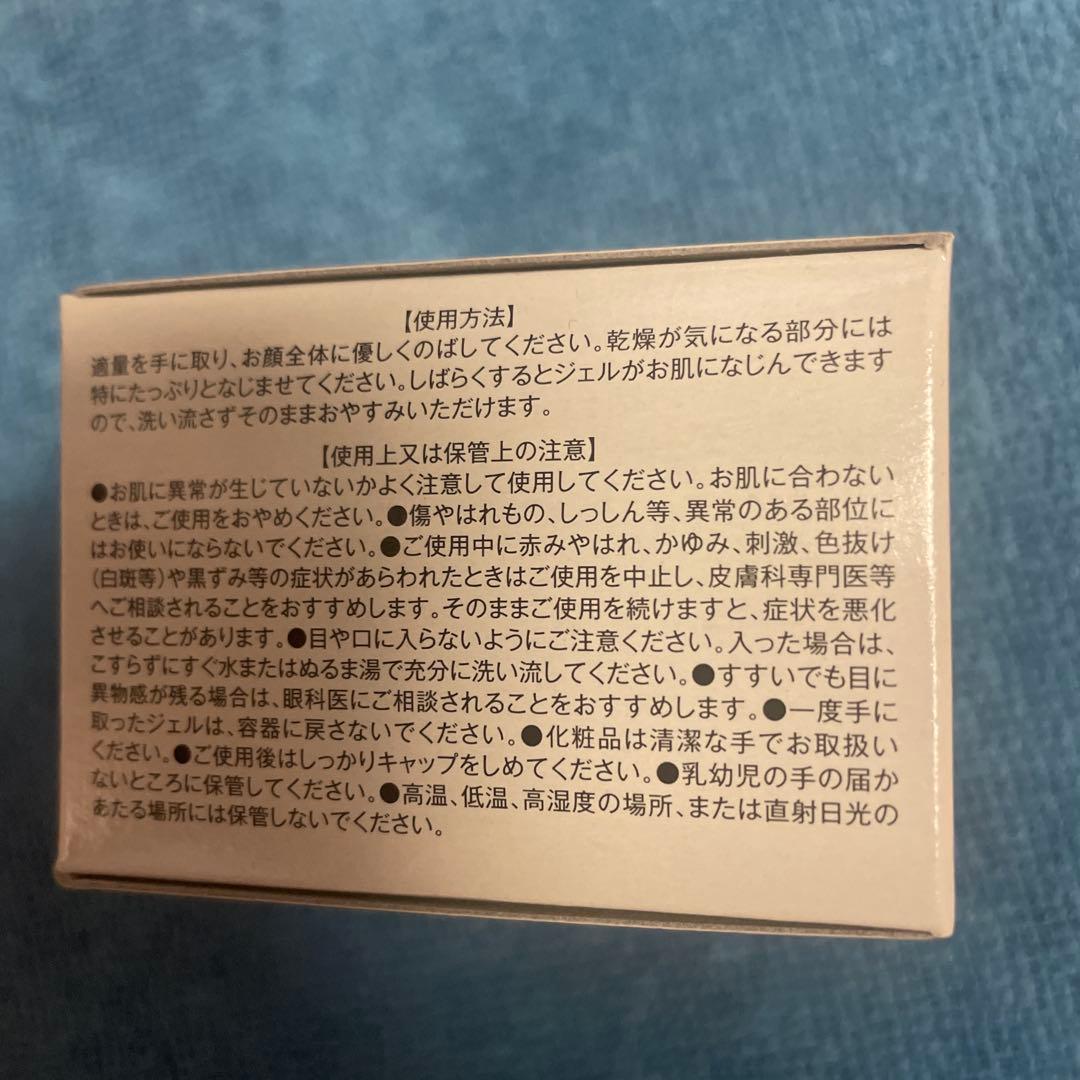 【使用方法】
適量を手に取り、お顔全体に優しくのばしてください。乾燥が気になる部分には
特にたっぷりとなじませてください。しばらくするとジェルがお肌になじんできます
ので、洗い流さずそのままおやすみいただけます。
【使用上又は保管上の注意】
●お肌に異常が生じていないかよく注意して使用してください。お肌に合わない
ときは、ご使用をおやめください。●傷やはれもの、しっしん等、異常のある部位に
はお使いにならないでください。●ご使用中に赤みやはれ、かゆみ、刺激、色抜け
(白斑等)や黒ずみ等の症状があらわれたときはご使用を中止し、皮膚科専門医等
へご相談されることをおすすめします。そのままご使用を続けますと、症状を悪化
させることがあります。●目や口に入らないようにご注意ください。入った場合は、
こすらずにすぐ水またはぬるま湯で充分に洗い流してください。●すすいでも目に
異物感が残る場合は、眼科医にご相談されることをおすすめします。●一度手に
取ったジェルは、容器に戻さないでください。●化粧品は清潔な手でお取扱い
ください。●ご使用後はしっかりキャップをしめてください。●乳幼児の手の届か
ないところに保管してください。●高温、低温、高湿度の場所、または直射日光の
あたる場所には保管しないでください。